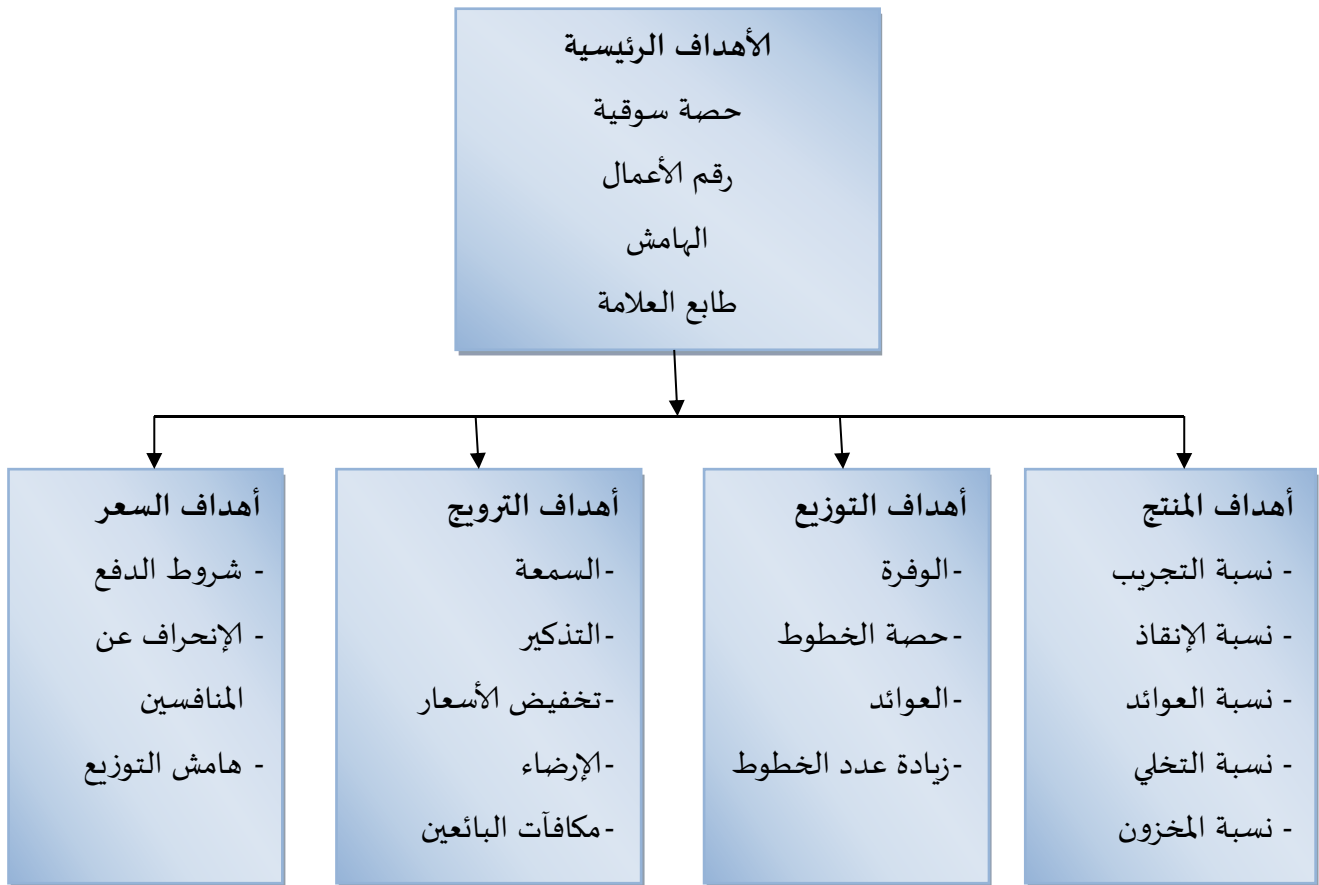 الأهداف الرئيسية
حصة سوقية
رقم الأعمال
الهامش
طابع العلامة
أهداف المنتج
- نسبة التجريب
- نسبة الإنقاذ
- نسبة العوائد
- نسبة التخلي
- نسبة المخزون
أهداف التوزيع
-الوفرة
-حصة الخطوط
-العوائد
-زيادة عدد الخطوط
أهداف الترويج
-السمعة
-التذكير
-تخفيض الأسعار
-الإرضاء
-مكافآت البائعين
أهداف السعر
- شروط الدفع
- الإنحراف عن
المنافسين
- هامش التوزيع